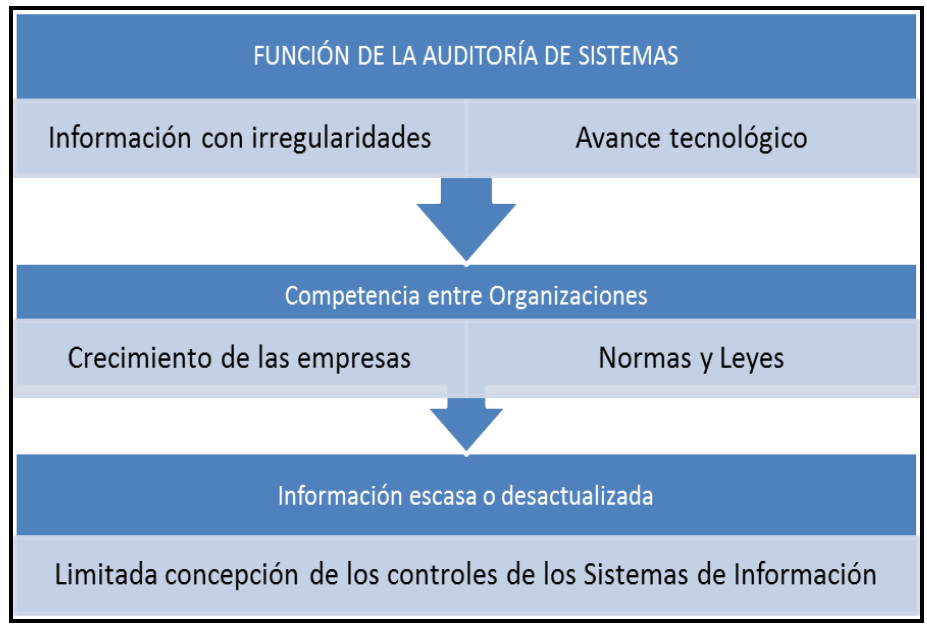 FUNCIÓN DE LA AUDITORÍA DE SISTEMAS
Información con irregularidades
Avance tecnológico
Competencia entre Organizaciones
Crecimiento de las empresas
Normas y Leyes
Información escasa o desactualizada
Limitada concepción de los controles de los Sistemas de Información